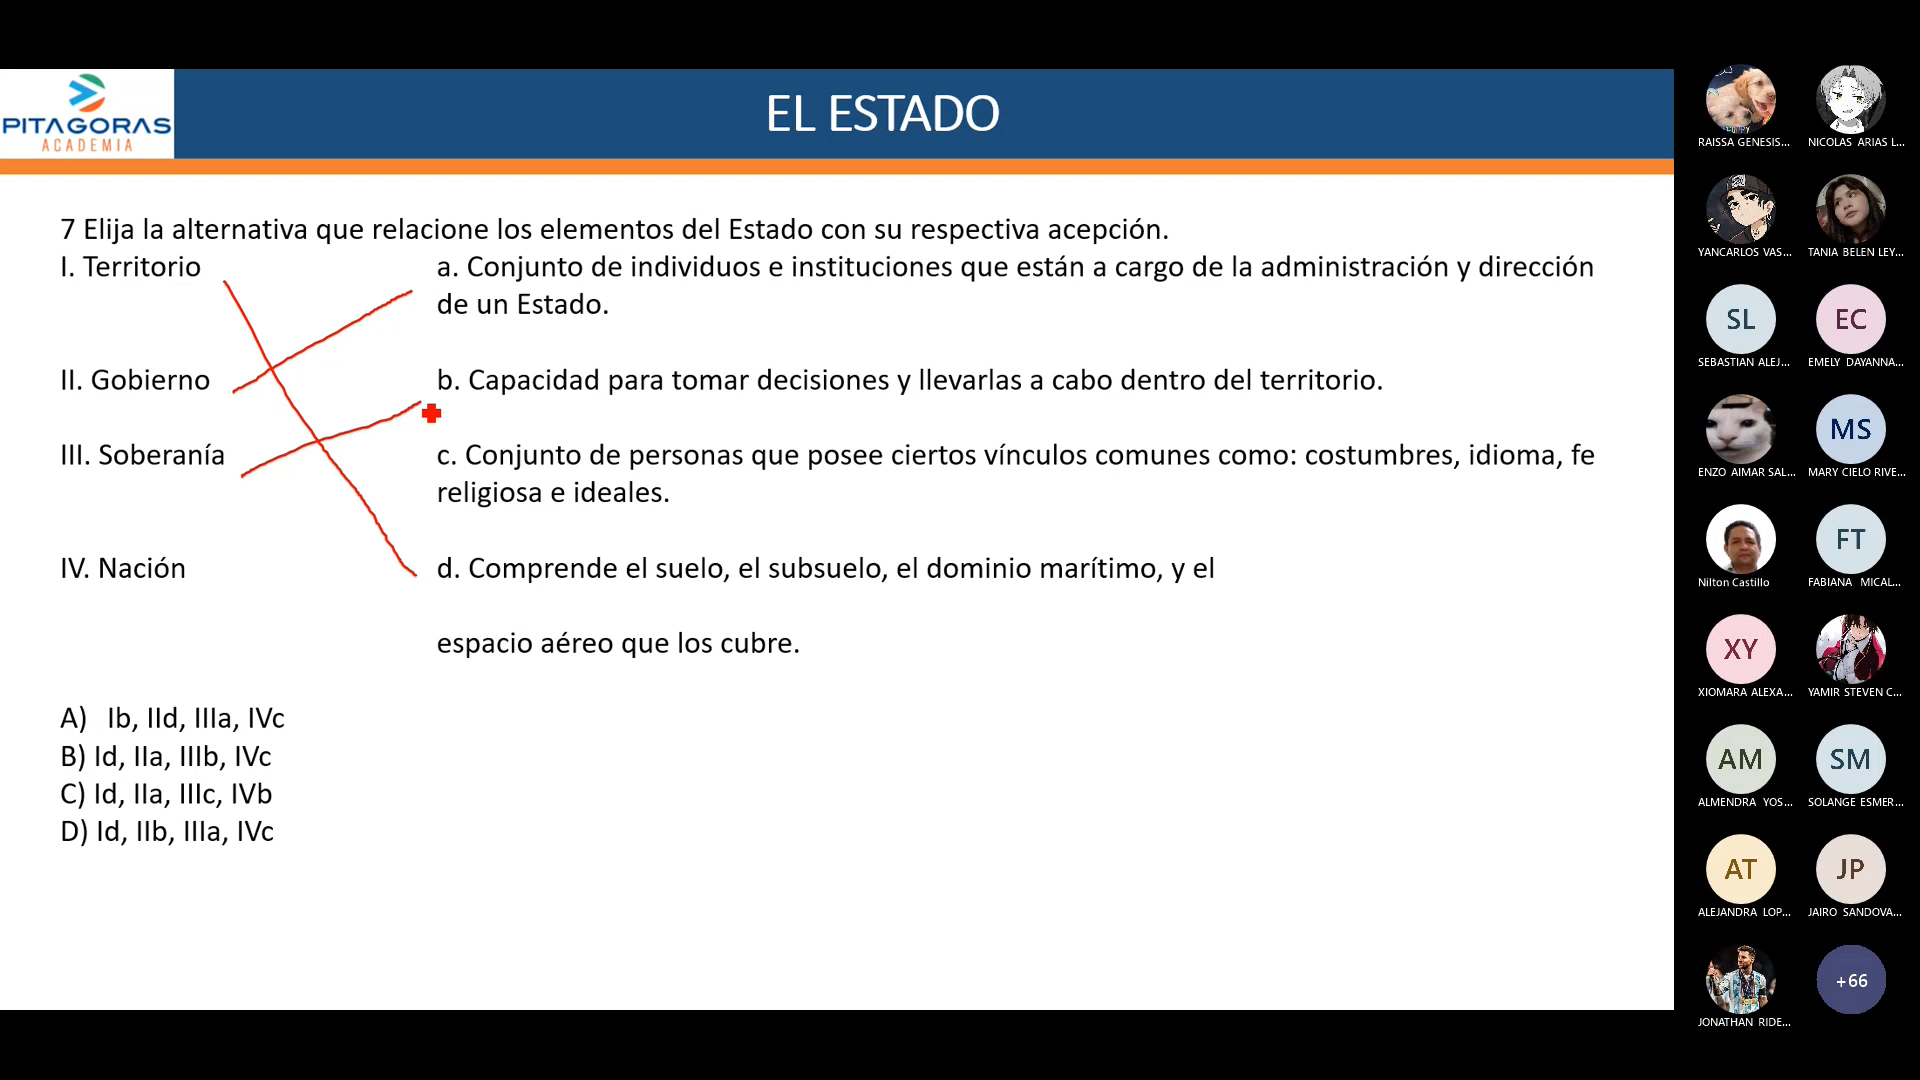 PITAGORAS
ACADEMIA
EL ESTADO
7 Elija la alternativa que relacione los elementos del Estado con su respectiva acepción.
I. Territorio
a. Conjunto de individuos e instituciones que están a cargo de la administración y dirección
de un Estado.
II. Gobierno
b. Capacidad para tomar decisiones y llevarlas a cabo dentro del territorio.
III. Soberanía
c. Conjunto de personas que posee ciertos vínculos comunes como: costumbres, idioma, fe
religiosa e ideales.
IV. Nación
d. Comprende el suelo, el subsuelo, el dominio marítimo, y el
espacio aéreo que los cubre.
A) Ib, IId, IIIa, IVc
B) Id, IIa, IIIb, IVc
C) Id, IIa, IIIc, IVb
D) Id, IIb, IIIa, IVc
RAISSA GENESIS...
NICOLAS ARIAS L...
YANCARLOS VAS...
TANIA BELEN LEY...
SL
EC
SEBASTIAN ALEJ...
EMELY DAYANNA...
MS
ENZO AIMAR SAL...
MARY CIELO RIVE...
FT
Nilton Castillo
FABIANA MICAL...
XY
XIOMARA ALEXA...
YAMIR STEVEN C...
AM
SM
ALMENDRA YOS...
SOLANGE ESMER...
AT
JP
ALEJANDRA LOP...
JAIRO SANDOVA...
+66
JONATHAN RIDE...